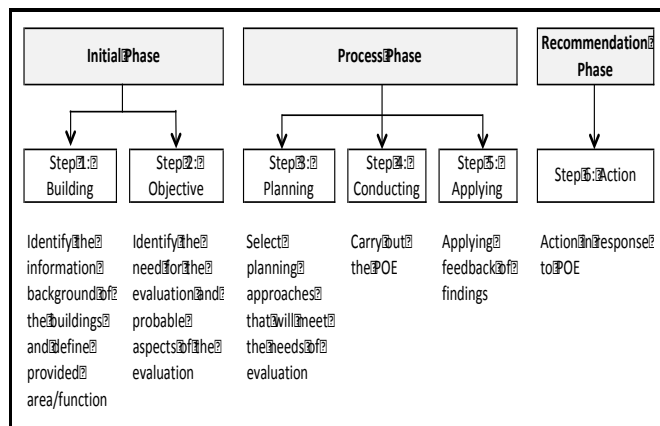 Initial Phase
Process Phase
Recommendation
Phase
Step 1:
Building
Step 2:
Objective
Step 3:
Planning
Step 4:
Conducting
Step 5:
Applying
Step 6: Action
Identify the
information
background of
the buildings
and define
provided
area/function
Identify the
need for the
evaluation and
probable
aspects of the
evaluation
Select
planning
approaches
that will meet
the needs of
evaluation
Carry out
the POE
Applying
feedback of
findings
Action in response
to POE